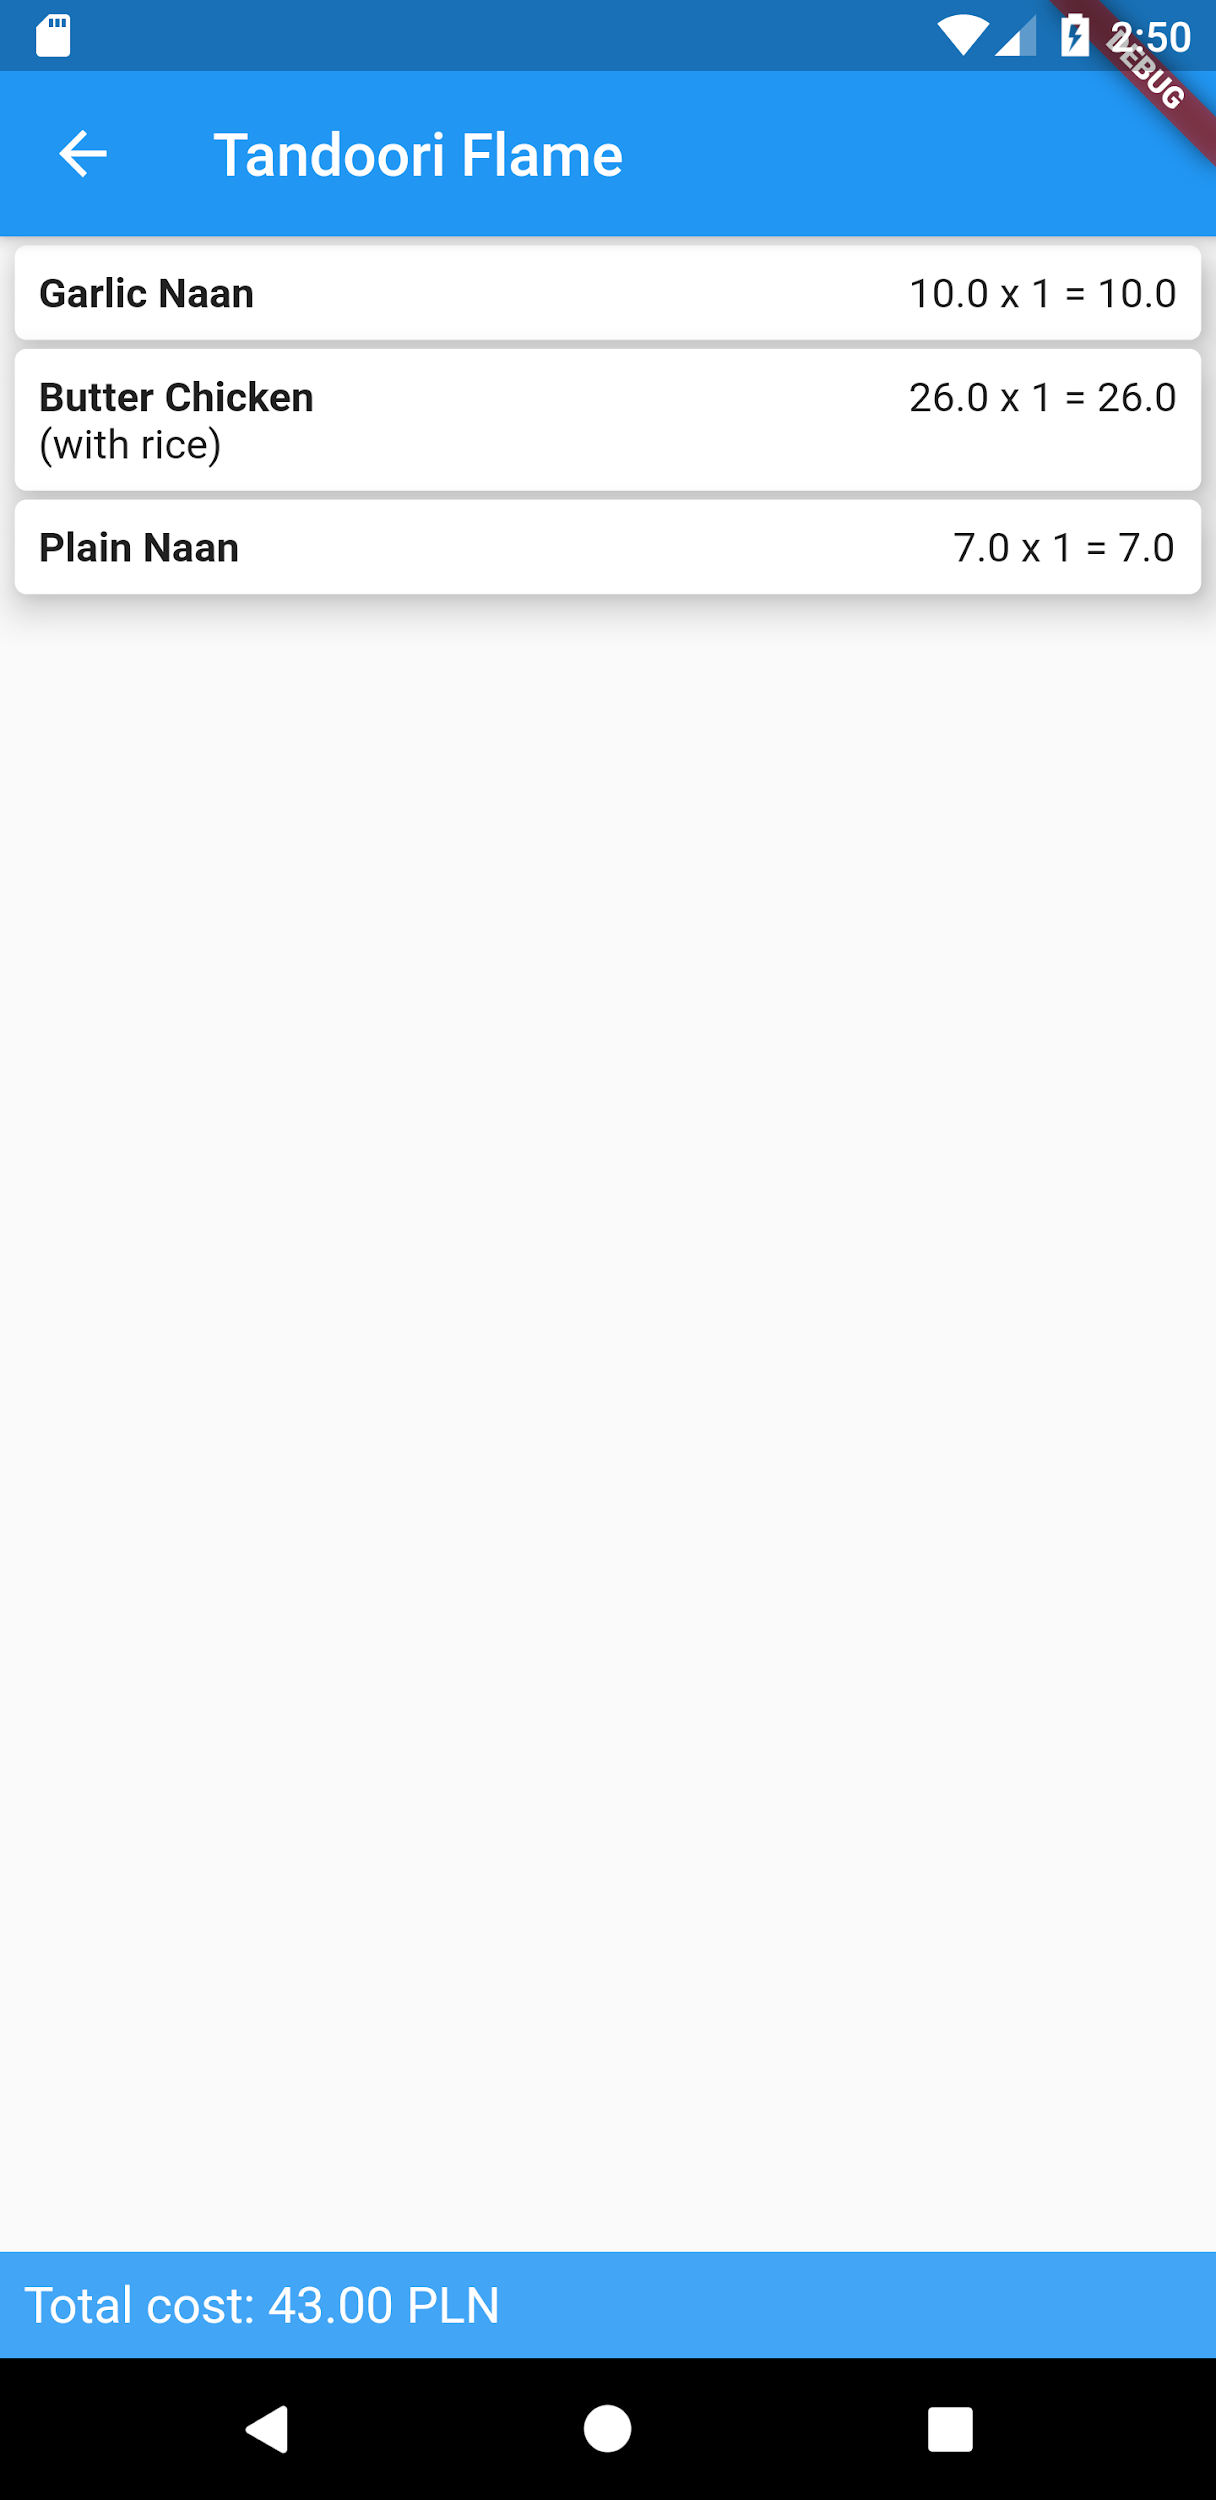 2:50
DEBUG
Tandoori Flame
Garlic Naan 10.0 x 1 = 10.0
Butter Chicken 26.0 x 1 = 26.0
(with rice)
Plain Naan 7.0 x 1 = 7.0
Total cost: 43.00 PLN